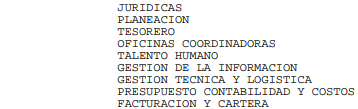 JURIDICAS
PLANEACION
TESORERO
OFICINAS COORDINADORAS
TALENTO HUMANO
GESTION DE LA INFORMACION
GESTION TECNICA Y LOGISTICA
PRESUPUESTO CONTABILIDAD Y COSTOS
FACTURACION Y CARTERA